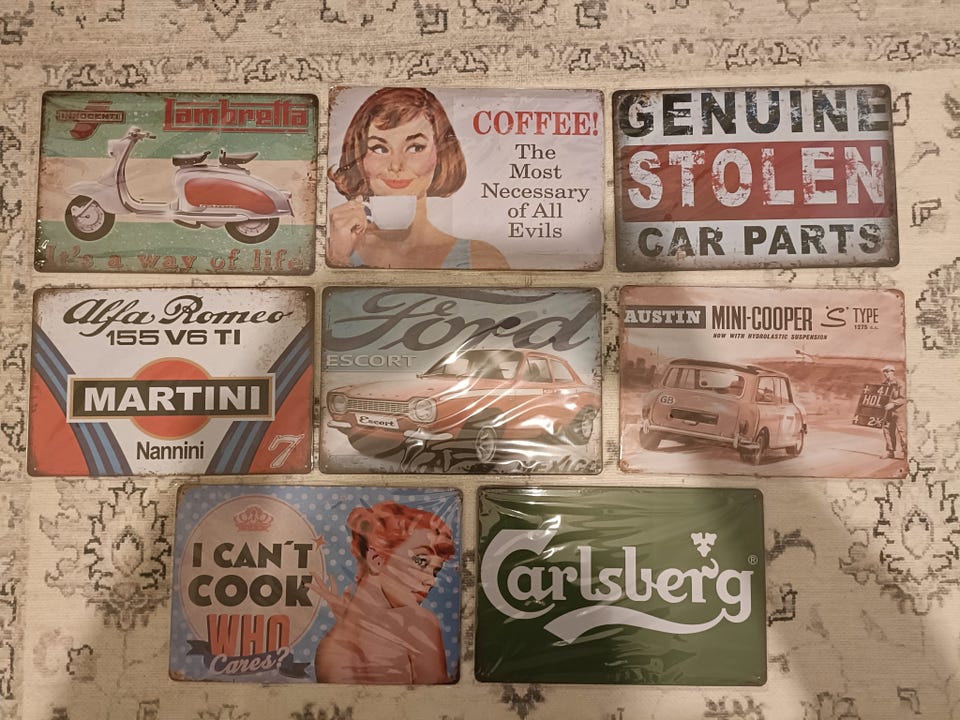 INNOCENTI
Lambretta
It's a way of life
COFFEE!
The
Most
Necessary
of All
Evils
GENUINE
STOLEN
CAR PARTS
Alfa Romeo
155 V6 TI
MARTINI
Nannini
7
Ford
ESCORT
Escort
MEXICO
AUSTIN MINI-COOPER 'S' TYPE
1275 c.c.
NOW WITH HYDROLASTIC SUSPENSION
GB
I CAN'T
COOK
WHO
Cares?
Carlsberg®